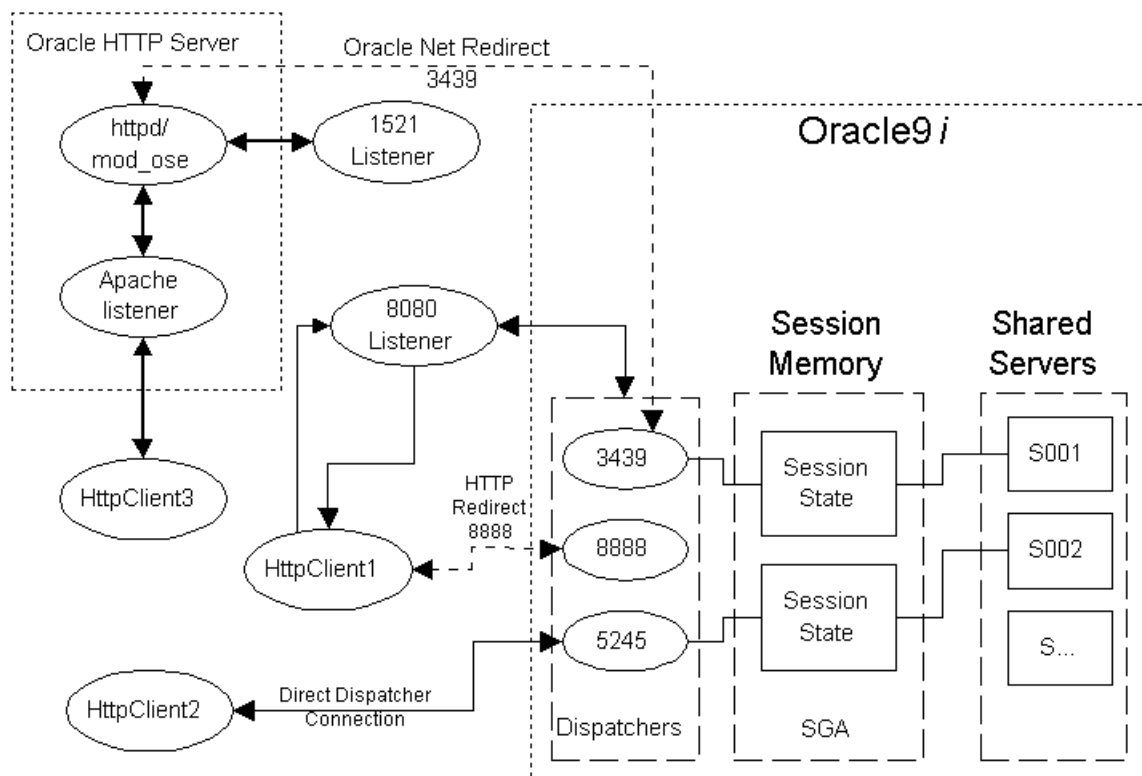 Oracle HTTP Server
Oracle Net Redirect
3439
httpd/
mod_ose
1521
Listener
Oracle9i
Apache
listener
8080
Listener
Session
Memory
Shared
Servers
3439
Session
State
S001
HttpClient3
HTTP
Redirect
8888
HttpClient1
8888
S002
Session
State
5245
S...
HttpClient2
Direct Dispatcher
Connection
Dispatchers
SGA